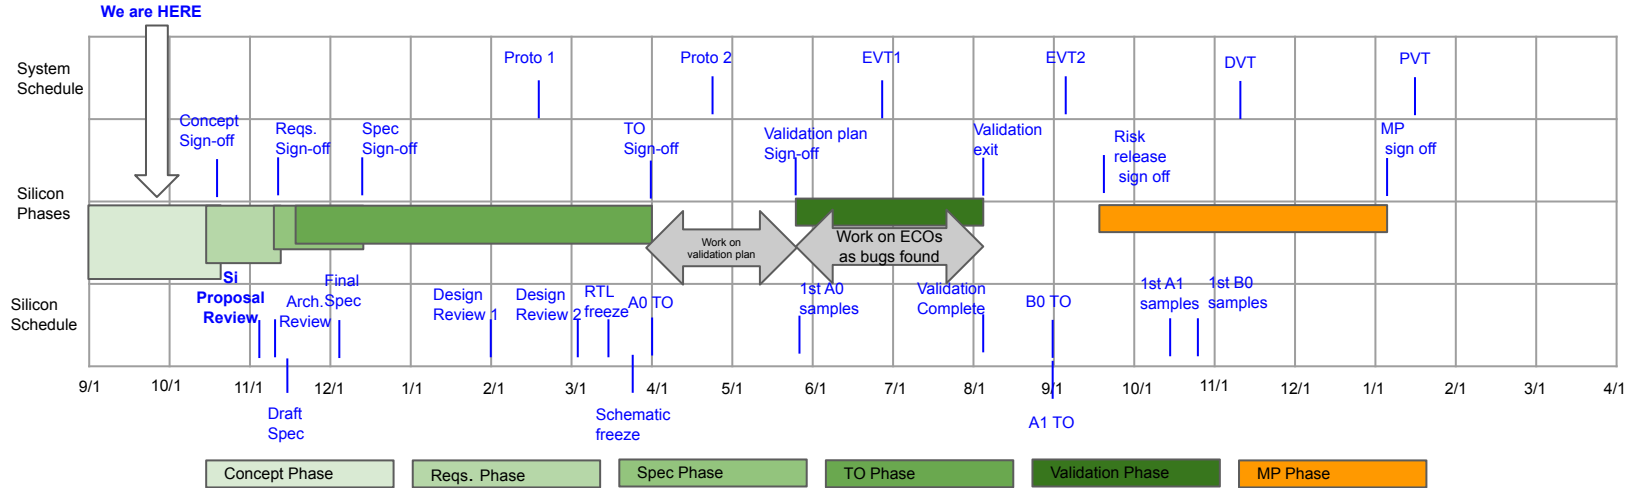 We are HERE
System
Schedule
Proto 1
Proto 2
EVT1
EVT2
DVT
PVT
Concept
Sign-off
Reqs.
Sign-off
Spec
Sign-off
TO
Sign-off
Validation plan
Sign-off
Validation
exit
Risk
release
sign off
MP
sign off
Silicon
Phases
Work on
validation plan
Work on ECOs
as bugs found
Silicon
Schedule
Si
Proposal
Review
Arch.
Review
Final
Spec
Design
Review 1
Design
Review 2
RTL
freeze
A0 TO
1st A0
samples
Validation
Complete
B0 TO
1st A1
samples
1st B0
samples
9/1
10/1
11/1
12/1
1/1
2/1
3/1
4/1
5/1
6/1
7/1
8/1
9/1
10/1
11/1
12/1
1/1
2/1
3/1
4/1
Draft
Spec
Schematic
freeze
A1 TO
Concept Phase
Reqs. Phase
Spec Phase
TO Phase
Validation Phase
MP Phase